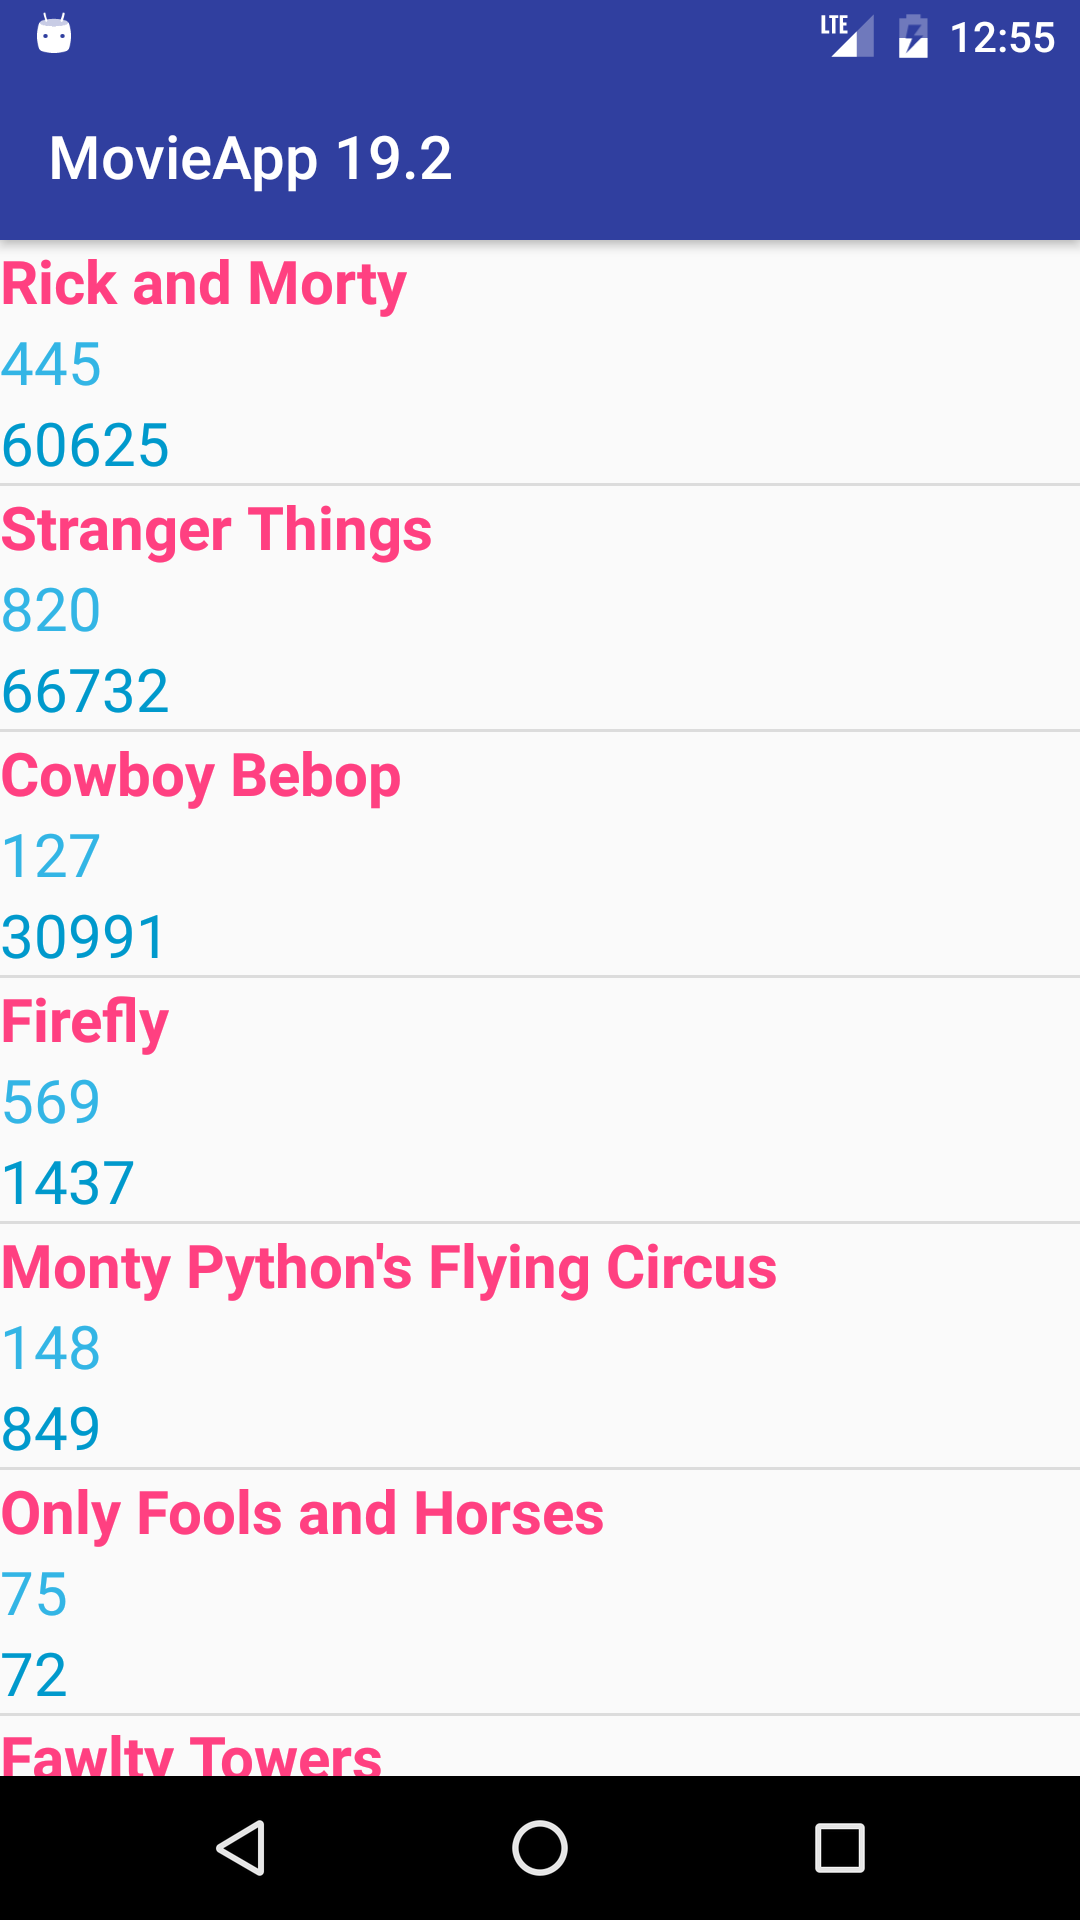 LTE 12:55
MovieApp 19.2
Rick and Morty
445
60625
Stranger Things
820
66732
Cowboy Bebop
127
30991
Firefly
569
1437
Monty Python's Flying Circus
148
849
Only Fools and Horses
75
72
Fawlty Towers